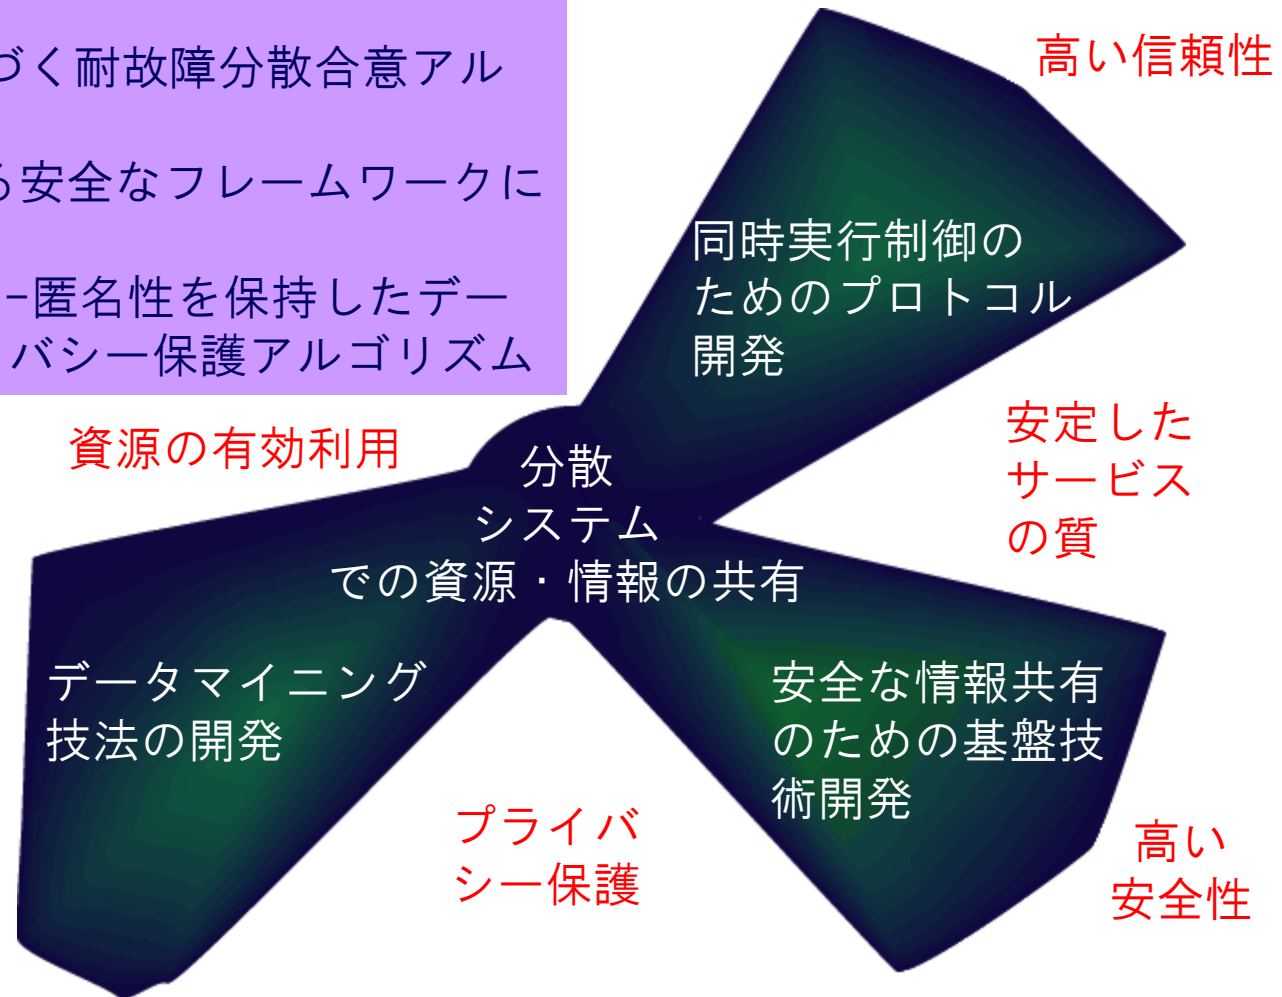 づく耐故障分散合意アル
る安全なフレームワークに
-匿名性を保持したデー
バシー保護アルゴリズム
高い信頼性
同時実行制御の
ためのプロトコル
開発
資源の有効利用
安定した
サービス
の質
分散
システム
での資源・情報の共有
データマイニング
技法の開発
安全な情報共有
のための基盤技
術開発
プライバ
シー保護
高い
安全性